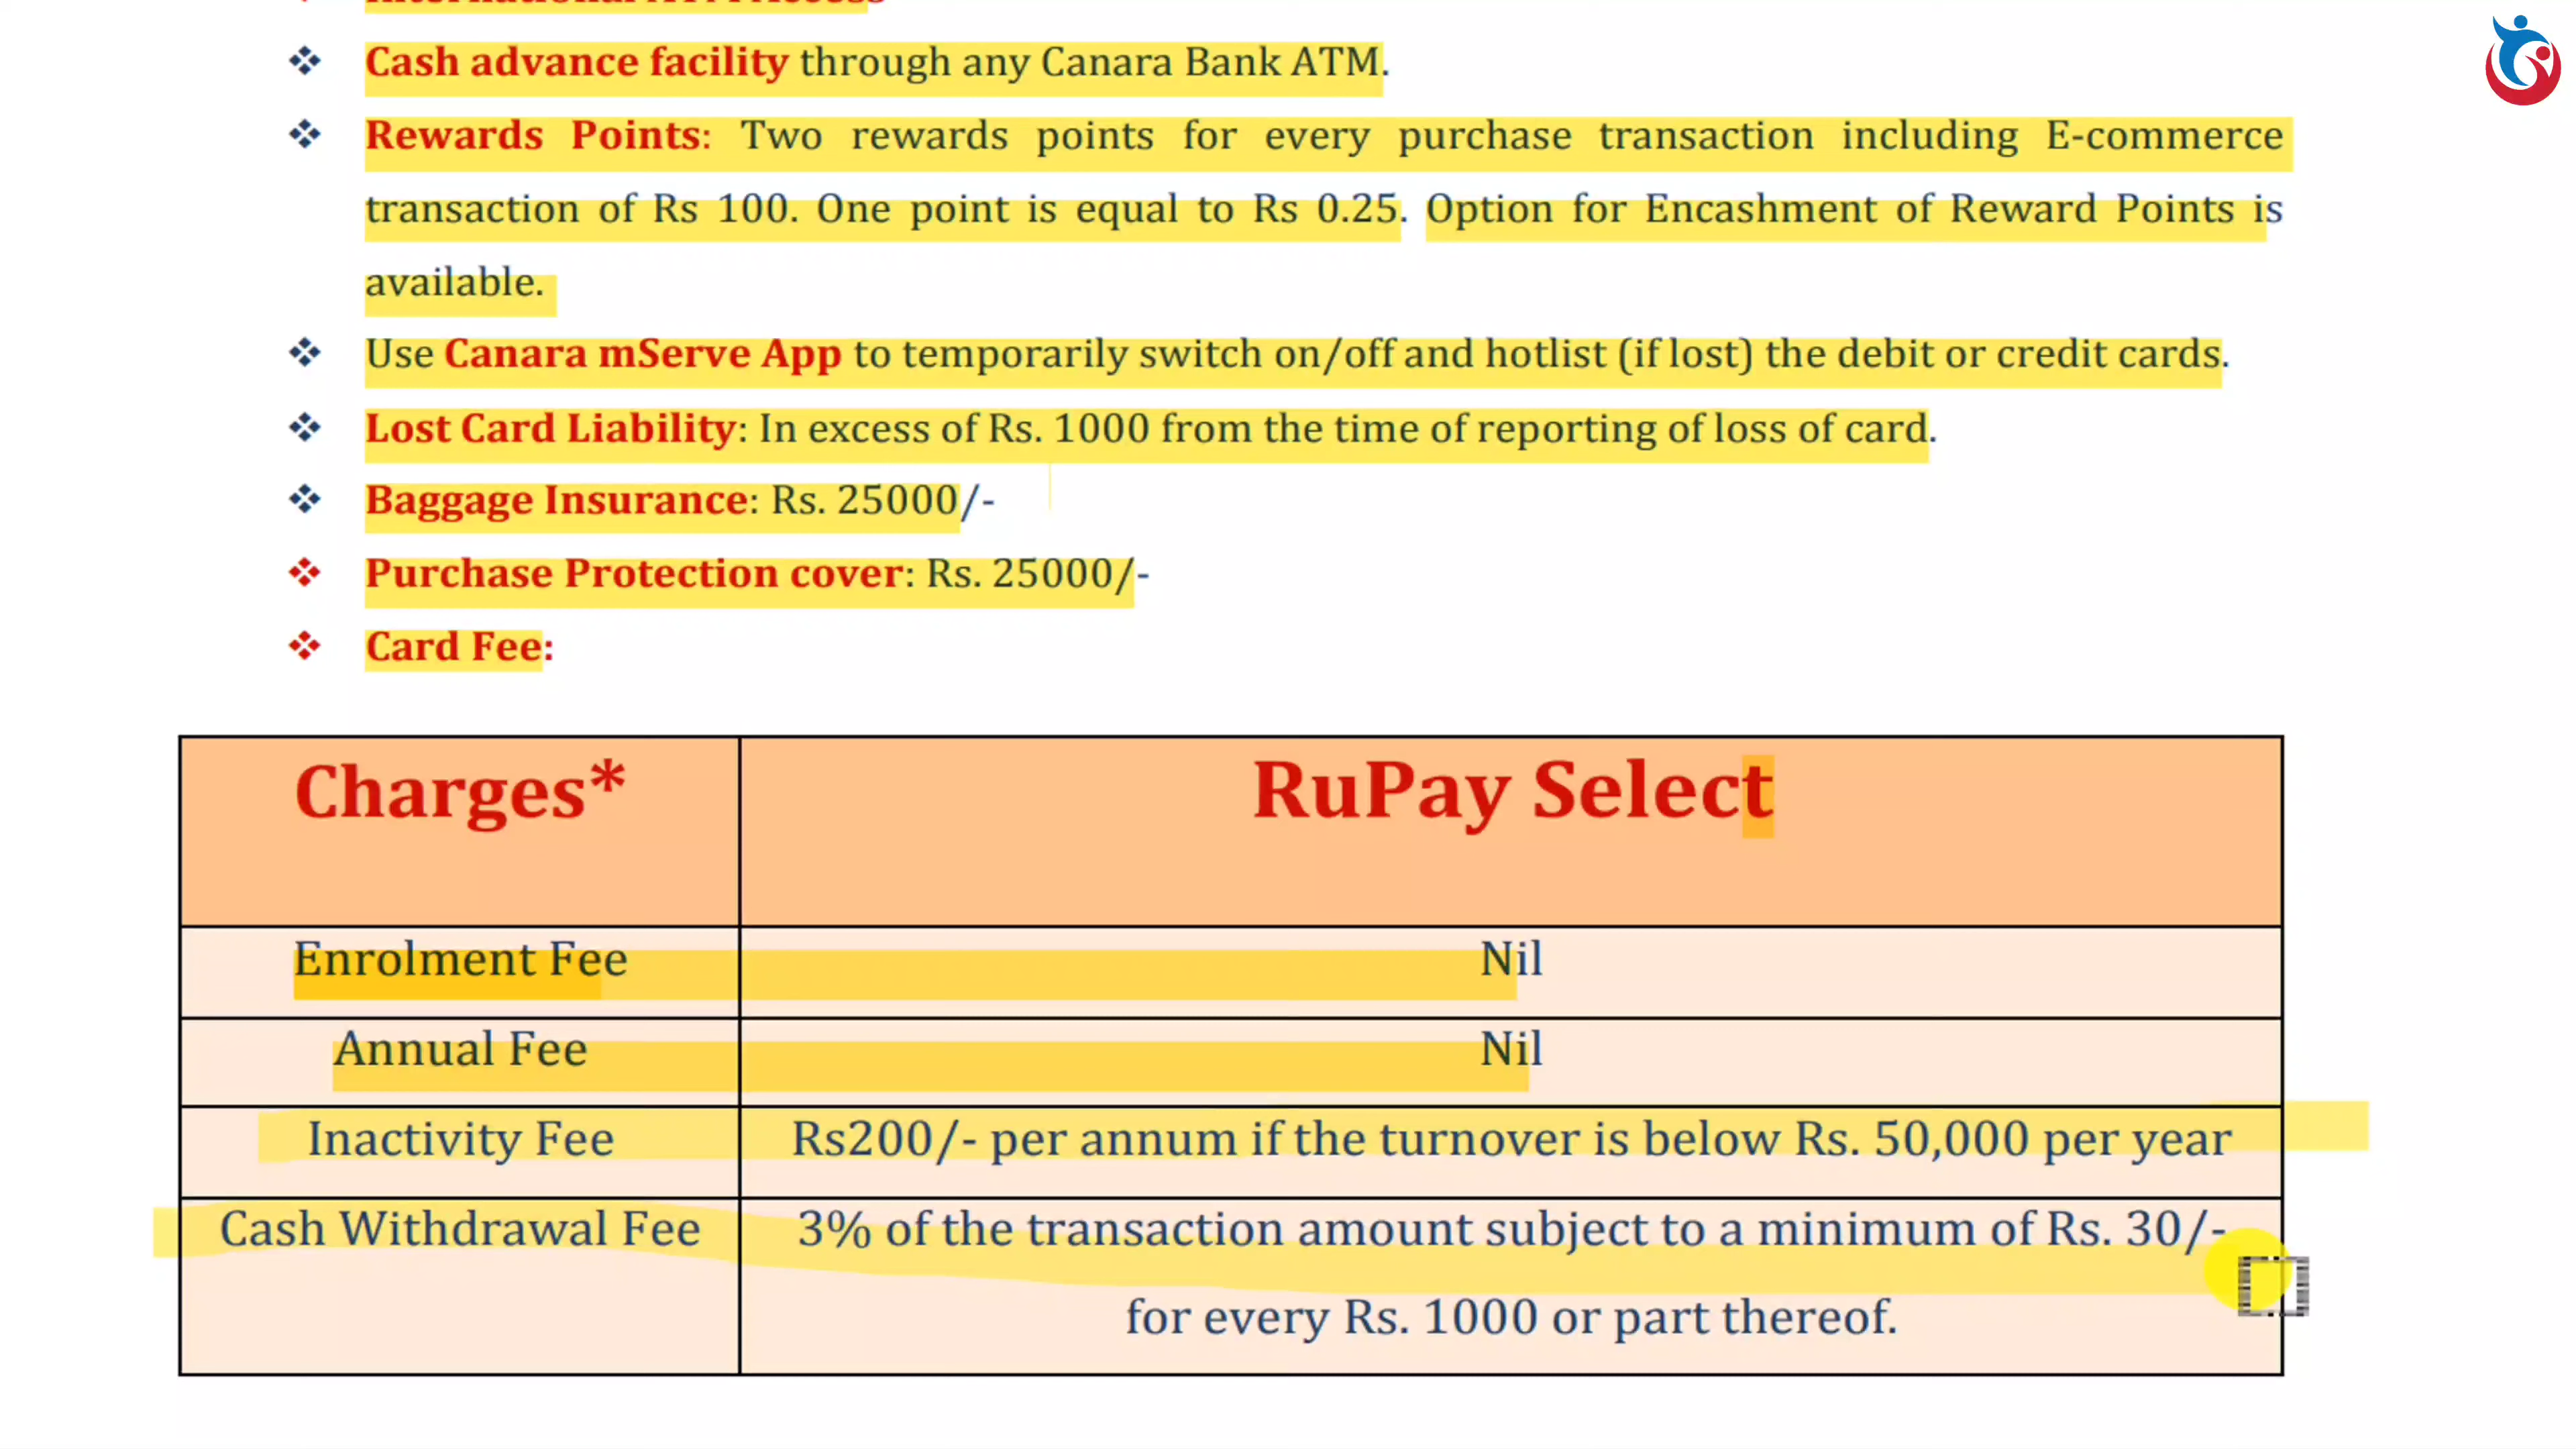 International ATM Access
❖ Cash advance facility through any Canara Bank ATM.
❖ Rewards Points: Two rewards points for every purchase transaction including E-commerce
transaction of Rs 100. One point is equal to Rs 0.25. Option for Encashment of Reward Points is
available.
❖ Use Canara mServe App to temporarily switch on/off and hotlist (if lost) the debit or credit cards.
❖ Lost Card Liability: In excess of Rs. 1000 from the time of reporting of loss of card.
❖ Baggage Insurance: Rs. 25000/-
❖ Purchase Protection cover: Rs. 25000/-
❖ Card Fee:
Charges* RuPay Select
Enrolment Fee Nil
Annual Fee Nil
Inactivity Fee Rs200/- per annum if the turnover is below Rs. 50,000 per year
Cash Withdrawal Fee 3% of the transaction amount subject to a minimum of Rs. 30/-
for every Rs. 1000 or part thereof.